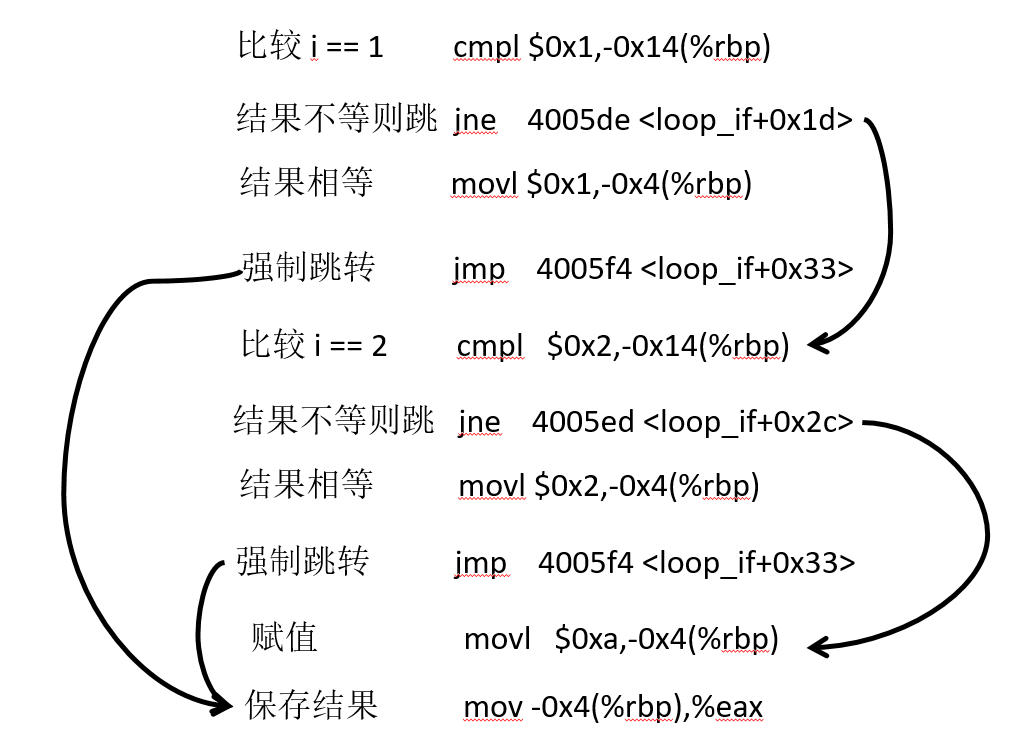 比较 i == 1 cmpl $0x1,-0x14(%rbp)
结果不等则跳 jne 4005de <loop_if+0x1d>
结果相等 movl $0x1,-0x4(%rbp)
强制跳转 jmp 4005f4 <loop_if+0x33>
比较 i == 2 cmpl $0x2,-0x14(%rbp)
结果不等则跳 jne 4005ed <loop_if+0x2c>
结果相等 movl $0x2,-0x4(%rbp)
强制跳转 jmp 4005f4 <loop_if+0x33>
赋值 movl $0xa,-0x4(%rbp)
保存结果 mov -0x4(%rbp),%eax